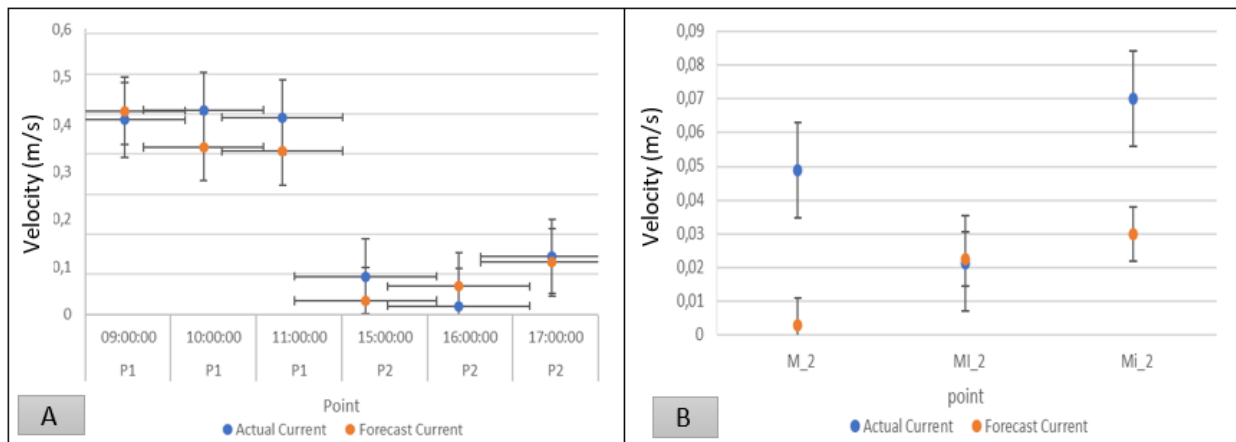 Velocity (m/s)
0,6
0,5
0,4
0,3
0,2
0,1
0
09:00:00 10:00:00 11:00:00 15:00:00 16:00:00 17:00:00
P1 P1 P1 P2 P2 P2
Point
Actual Current Forecast Current
A
Velocity (m/s)
0,09
0,08
0,07
0,06
0,05
0,04
0,03
0,02
0,01
0
M_2 MI_2 Mi_2
point
Actual Current Forecast Current
B